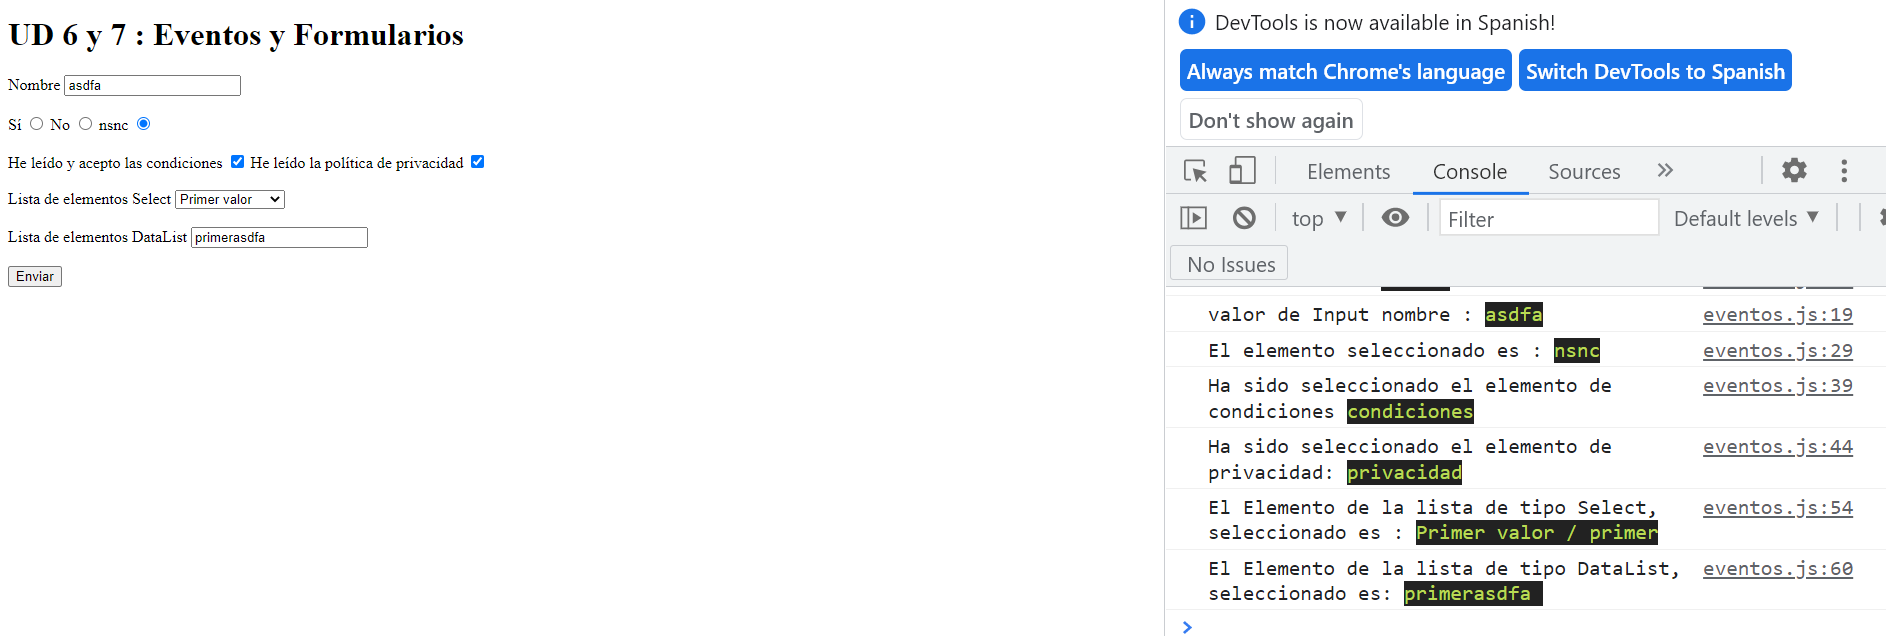 UD 6 y 7 : Eventos y Formularios
Nombre asdfa
Sí No nsnc
He leído y acepto las condiciones He leído la política de privacidad
Lista de elementos Select Primer valor
Lista de elementos DataList primerasdfa
Enviar
DevTools is now available in Spanish!
Always match Chrome's language Switch DevTools to Spanish
Don't show again
Elements Console Sources
top Filter Default levels
No Issues
valor de Input nombre : asdfa eventos.js:19
El elemento seleccionado es : nsnc eventos.js:29
Ha sido seleccionado el elemento de eventos.js:39
condiciones condiciones
Ha sido seleccionado el elemento de eventos.js:44
privacidad: privacidad
El Elemento de la lista de tipo Select, eventos.js:54
seleccionado es : Primer valor / primer
El Elemento de la lista de tipo DataList, eventos.js:60
seleccionado es: primerasdfa